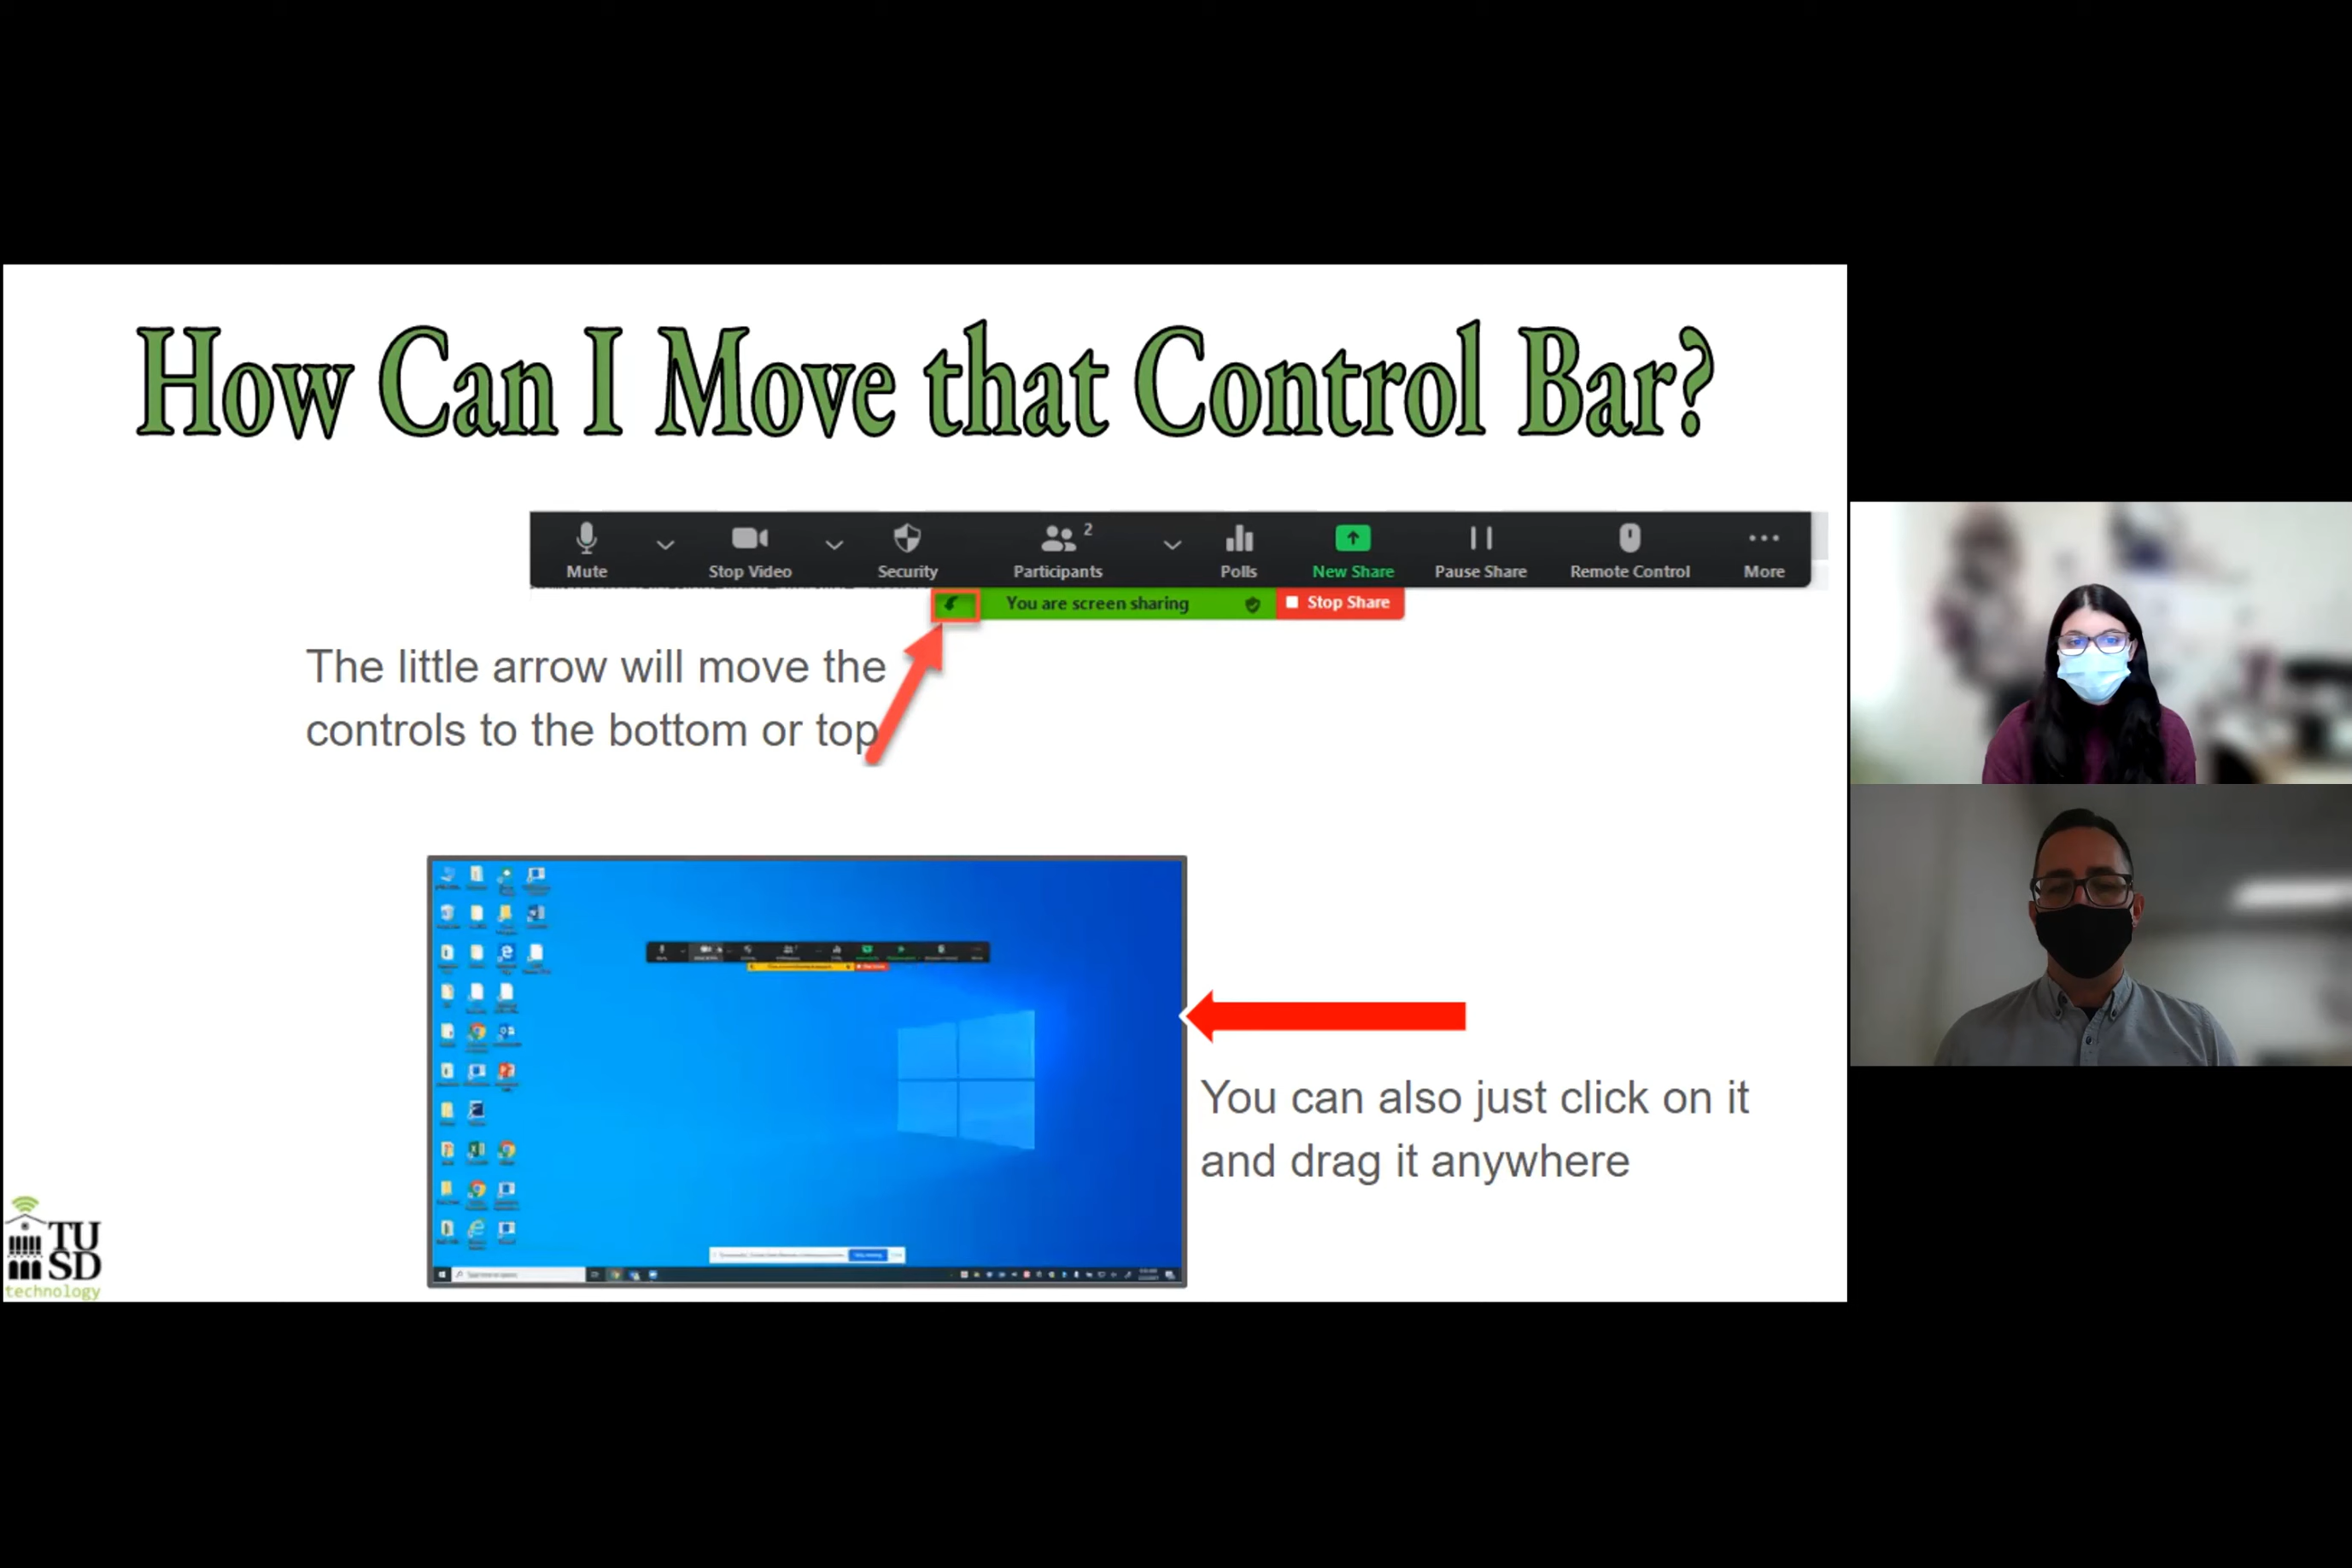 How Can I Move that Control Bar?
Mute Stop Video Security Participants 2 Polls New Share Pause Share Remote Control More
You are screen sharing Stop Share
The little arrow will move the
controls to the bottom or top
You can also just click on it
and drag it anywhere
TU
SD
technology